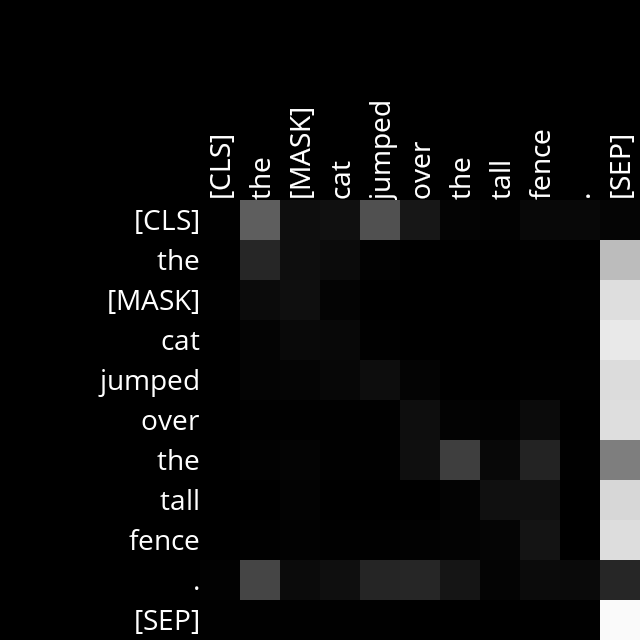 [CLS]
the
[MASK]
cat
jumped
over
the
tall
fence
.
[SEP]
[CLS]
the
[MASK]
cat
jumped
over
the
tall
fence
.
[SEP]